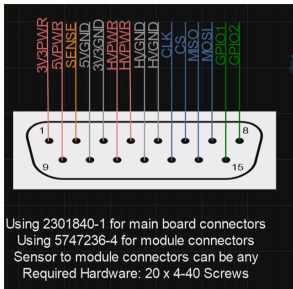 3V3PWR
5VPWR
SENSE
5VGND
3V3GND
HVPWR
HVPWR
HVGND
HVGND
CLK
CS
MISO
MOSI
GPIO1
GPIO2
1
8
9
15
Using 2301840-1 for main board connectors
Using 5747236-4 for module connectors
Sensor to module connectors can be any
Required Hardware: 20 x 4-40 Screws